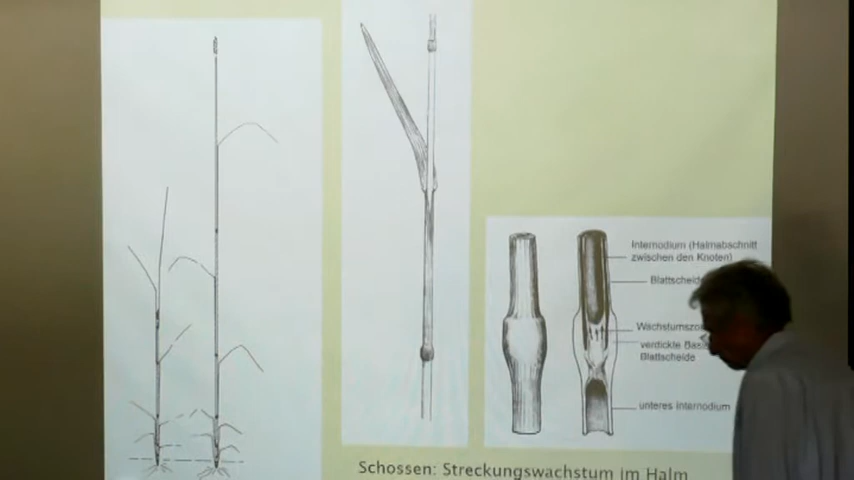 Internodium (Halmabschnitt
zwischen den Knoten)
Blattscheide
verdickte Basis
Blattscheide
unteres Internodium
Schossen: Streckungswachstum im Halm